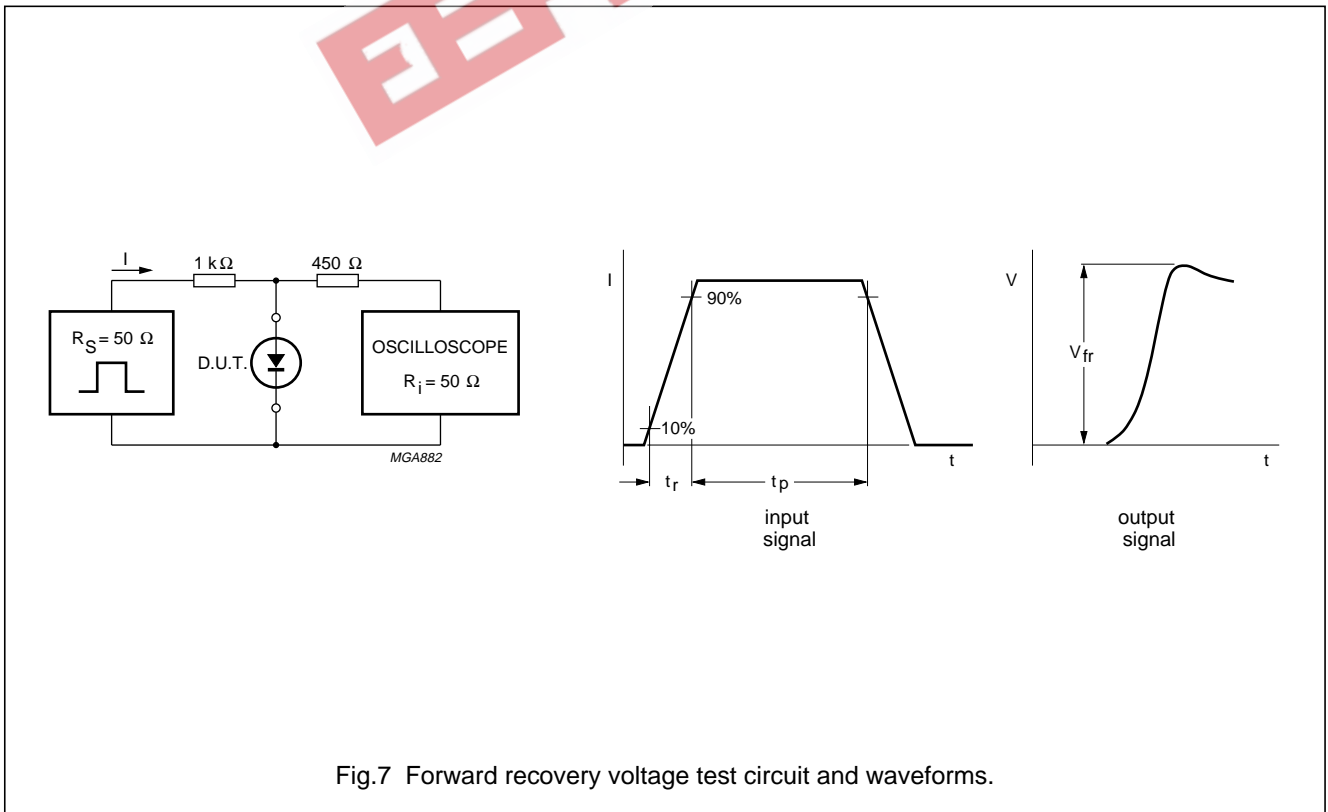 I
1 kΩ
450 Ω
R_S = 50 Ω
D.U.T.
OSCILLOSCOPE
R_i = 50 Ω
MGA882
I
90%
10%
t_r
t_p
t
input
signal
V
V_fr
t
output
signal
Fig.7 Forward recovery voltage test circuit and waveforms.